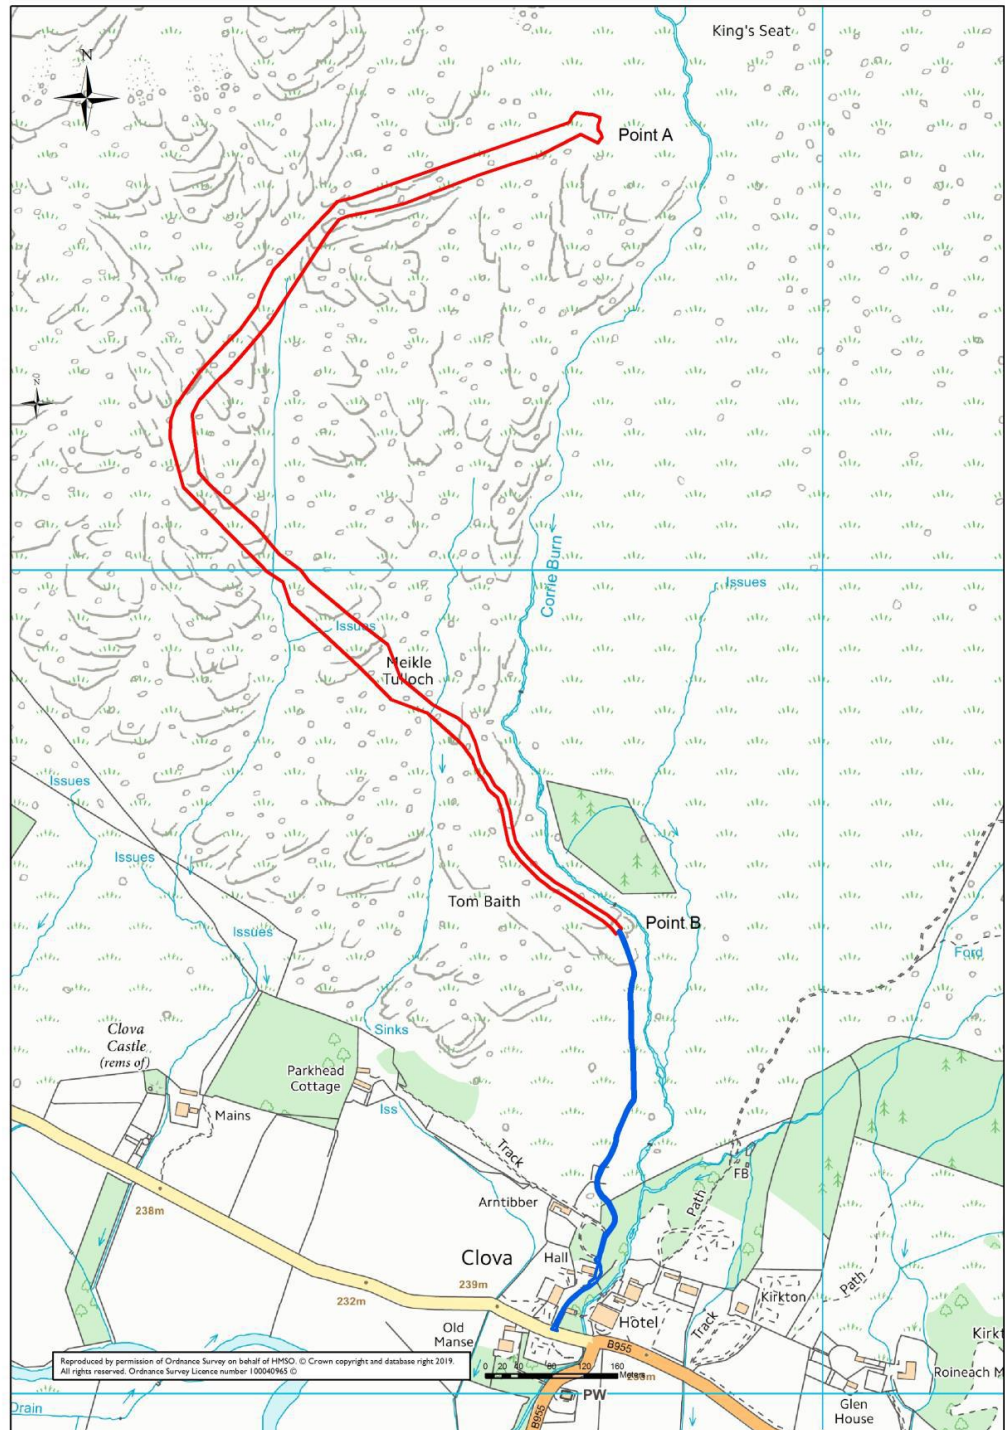 King's Seat
N
Point A
N
Corrie Burn
Issues
Issues
Meikle
Tulloch
Issues
Issues
Tom Baith
Point B
Issues
Ford
Clova
Castle
(rems of)
Sinks
Parkhead
Cottage
Mains
Iss
Track
FB
Path
238m
Arntibber
Clova
Hall
239m
Path
232m
Kirkton
Old
Manse
Hotel
Track
B955
Reproduced by permission of Ordnance Survey on behalf of HMSO. © Crown copyright and database right 2019.
All rights reserved. Ordnance Survey Licence number 100040965 ©
0 20 40 80 120 160
Meters
Roineach M
Drain
B955
PW
Glen
House